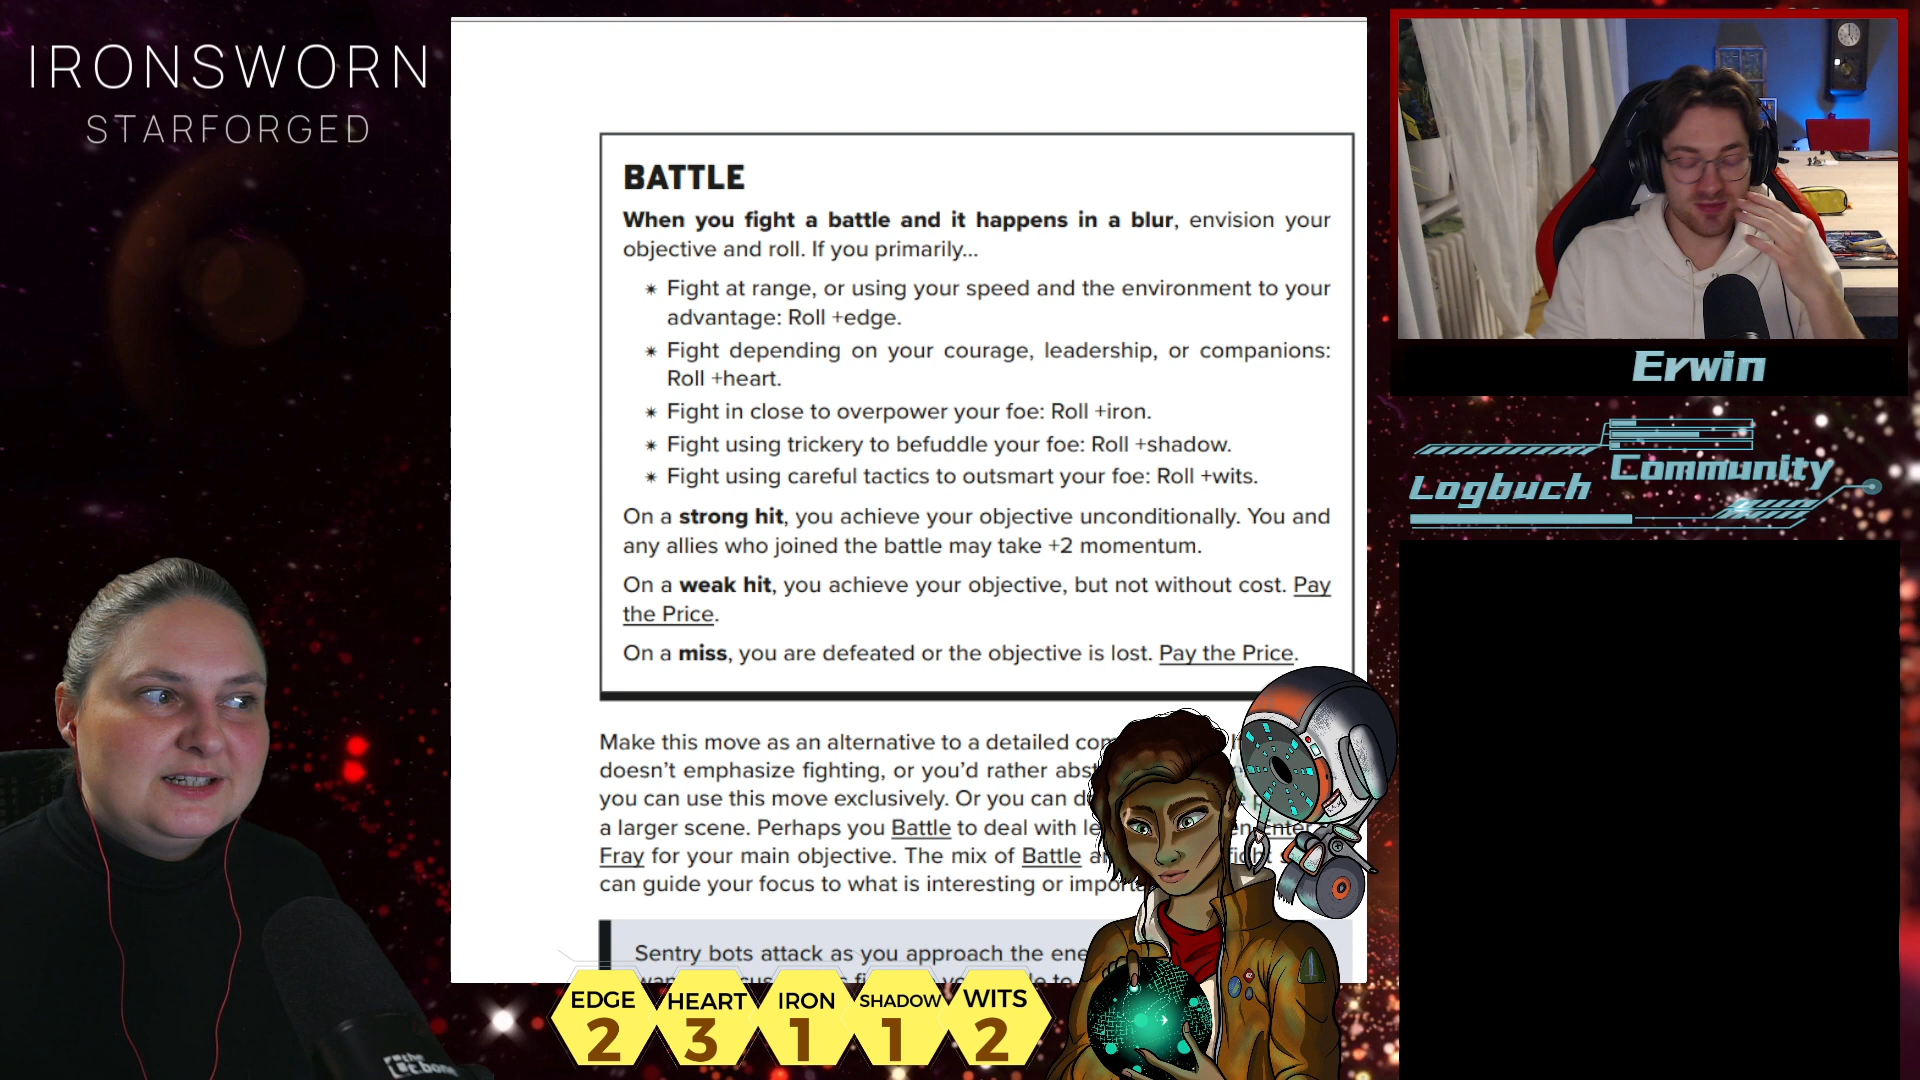 IRONSWORN
STARFORGED
BATTLE
When you fight a battle and it happens in a blur, envision your
objective and roll. If you primarily...
✴ Fight at range, or using your speed and the environment to your
advantage: Roll +edge.
✴ Fight depending on your courage, leadership, or companions:
Roll +heart.
✴ Fight in close to overpower your foe: Roll +iron.
✴ Fight using trickery to befuddle your foe: Roll +shadow.
✴ Fight using careful tactics to outsmart your foe: Roll +wits.
On a strong hit, you achieve your objective unconditionally. You and
any allies who joined the battle may take +2 momentum.
On a weak hit, you achieve your objective, but not without cost. Pay
the Price.
On a miss, you are defeated or the objective is lost. Pay the Price.
Make this move as an alternative to a detailed
doesn't emphasize fighting, or you'd rather
you can use this move exclusively. Or you can
a larger scene. Perhaps you Battle to deal with
Fray for your main objective. The mix of Battle
can guide your focus to what is interesting or
Sentry bots attack as you approach the
EDGE
2
HEART
3
IRON
1
SHADOW
1
WITS
2
Erwin
Logbuch
Community